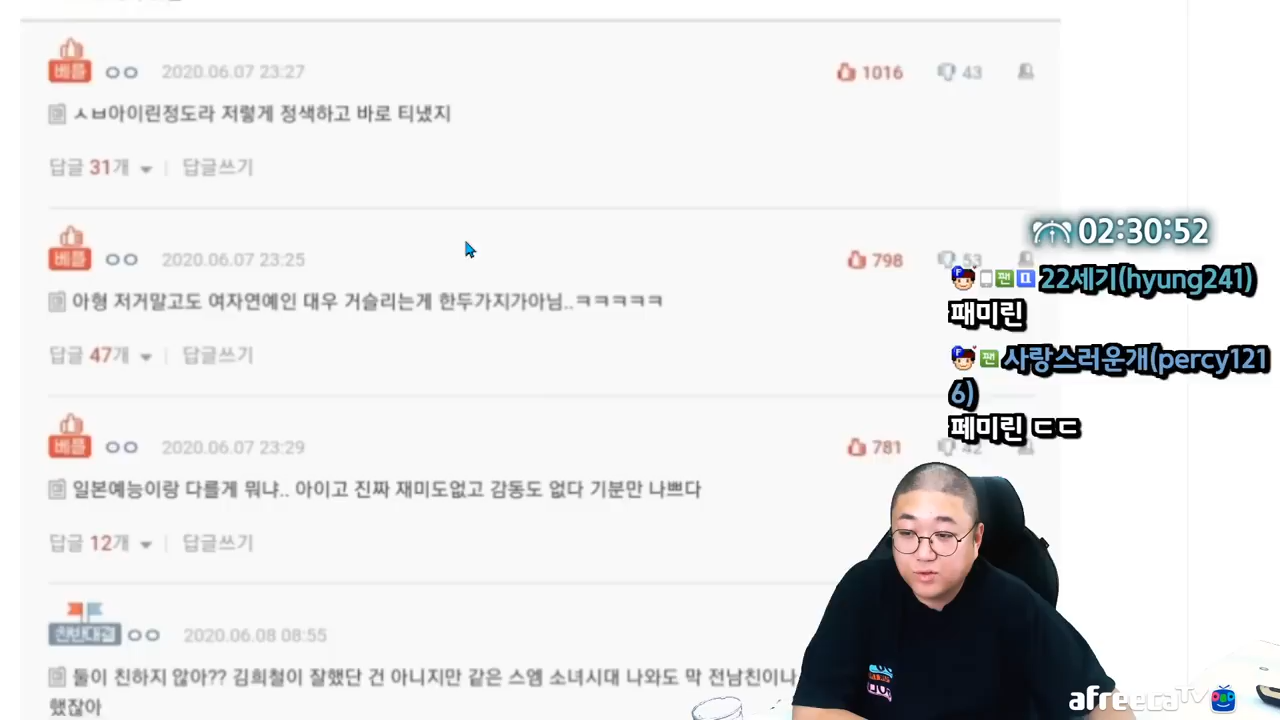 베플 ㅇㅇ 2020.06.07 23:27 1016 43
ㅅㅂ아이린정도라 저렇게 정색하고 바로 티냈지
답글 31개 답글쓰기
베플 ㅇㅇ 2020.06.07 23:25 798 53
아형 저거말고도 여자연예인 대우 거슬리는게 한두가지가아님..ㅋㅋㅋㅋㅋ
답글 47개 답글쓰기
베플 ㅇㅇ 2020.06.07 23:29 781 42
일본예능이랑 다를게 뭐냐.. 아이고 진짜 재미도없고 감동도 없다 기분만 나쁘다
답글 12개 답글쓰기
찬반대결 ㅇㅇ 2020.06.08 08:55
둘이 친하지 않아?? 김희철이 잘했단 건 아니지만 같은 스엠 소녀시대 나와도 막 전남친이나
했잖아
02:30:52
22세기(hyung241)
패미린
사랑스러운개(percy121
6)
폐미린 ㄷㄷ
afreecaTV